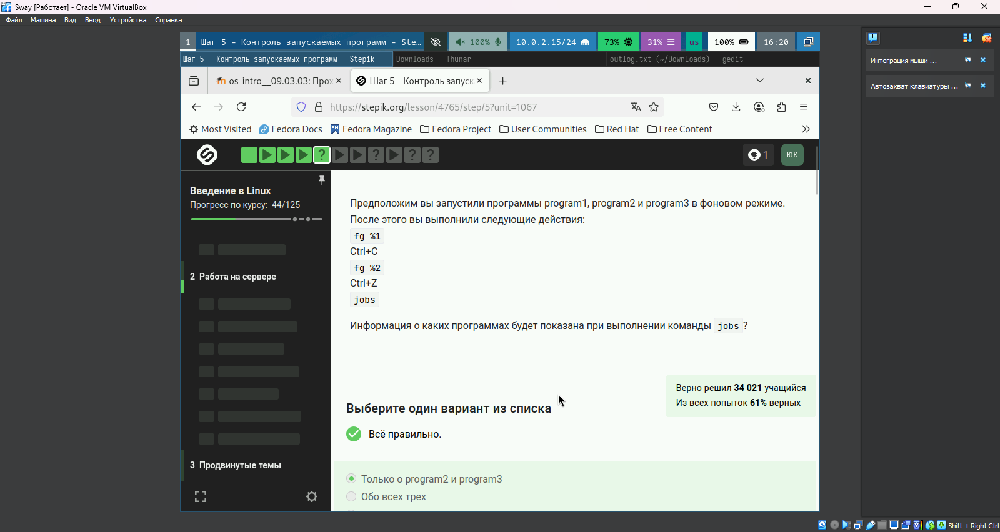 Sway [Работает] - Oracle VM VirtualBox
Файл Машина Вид Ввод Устройства Справка
1 Шаг 5 - Контроль запускаемых программ - Ste… 100% 10.0.2.15/24 73% 31% us 100% 16:20
Шаг 5 - Контроль запускаемых программ - Stepik — Downloads - Thunar outlog.txt (~/Downloads) - gedit
os-intro__09.03.03: Прох Шаг 5 – Контроль запуск
https://stepik.org/lesson/4765/step/5?unit=1067
Most Visited Fedora Docs Fedora Magazine Fedora Project User Communities Red Hat Free Content
1 ЮК
Введение в Linux
Прогресс по курсу: 44/125
2 Работа на сервере
3 Продвинутые темы
Предположим вы запустили программы program1, program2 и program3 в фоновом режиме.
После этого вы выполнили следующие действия:
fg %1
Ctrl+C
fg %2
Ctrl+Z
jobs
Информация о каких программах будет показана при выполнении команды jobs ?
Верно решил 34 021 учащийся
Из всех попыток 61% верных
Выберите один вариант из списка
Всё правильно.
Только о program2 и program3
Обо всех трех
Интеграция мыши ...
Автозахват клавиатуры ...
Shift + Right Ctrl